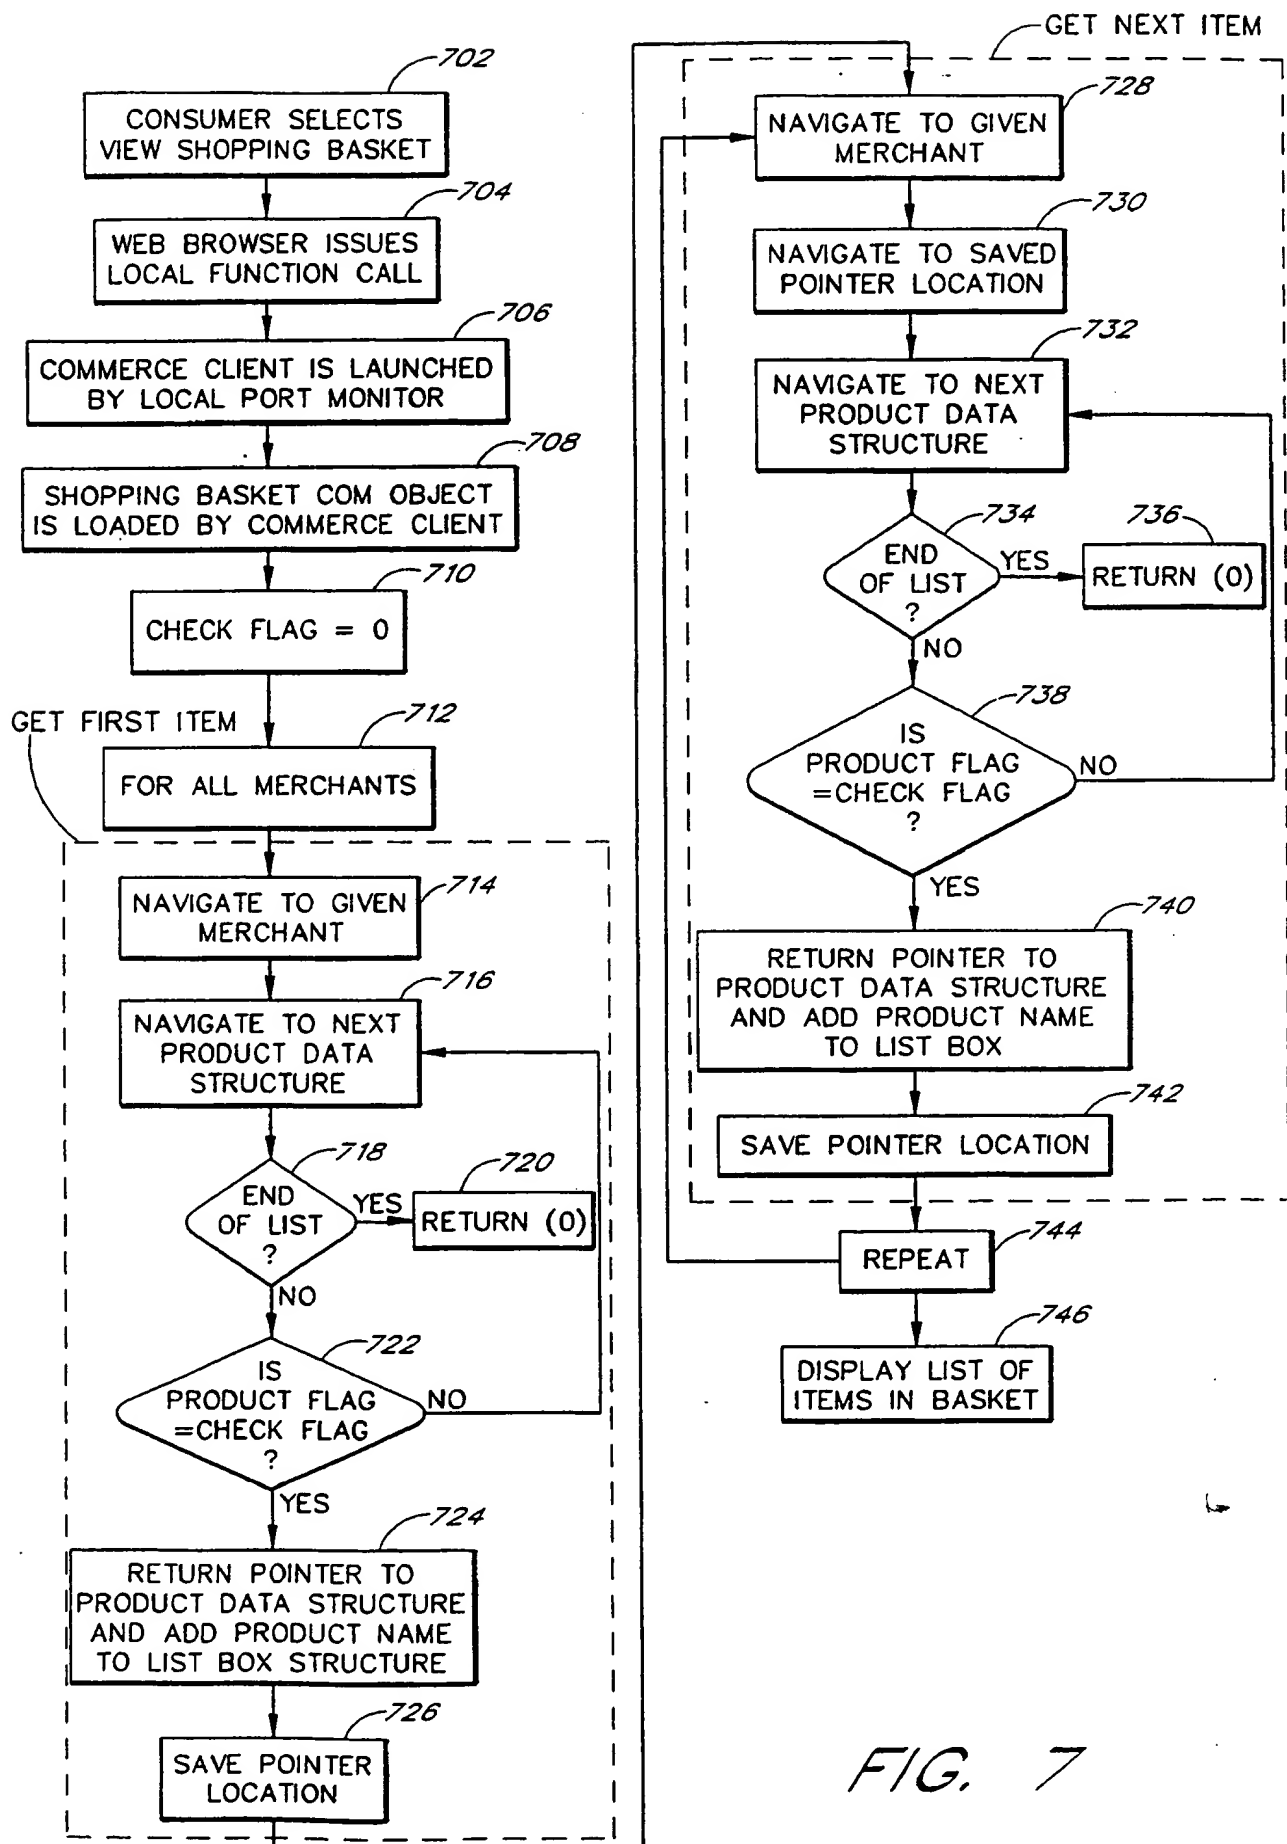 702
CONSUMER SELECTS
VIEW SHOPPING BASKET
704
WEB BROWSER ISSUES
LOCAL FUNCTION CALL
706
COMMERCE CLIENT IS LAUNCHED
BY LOCAL PORT MONITOR
708
SHOPPING BASKET COM OBJECT
IS LOADED BY COMMERCE CLIENT
710
CHECK FLAG = 0
GET FIRST ITEM
712
FOR ALL MERCHANTS
714
NAVIGATE TO GIVEN
MERCHANT
716
NAVIGATE TO NEXT
PRODUCT DATA
STRUCTURE
718
END
OF LIST
?
YES
720
RETURN (0)
NO
722
IS
PRODUCT FLAG
=CHECK FLAG
?
NO
YES
724
RETURN POINTER TO
PRODUCT DATA STRUCTURE
AND ADD PRODUCT NAME
TO LIST BOX STRUCTURE
726
SAVE POINTER
LOCATION
GET NEXT ITEM
728
NAVIGATE TO GIVEN
MERCHANT
730
NAVIGATE TO SAVED
POINTER LOCATION
732
NAVIGATE TO NEXT
PRODUCT DATA
STRUCTURE
734
END
OF LIST
?
YES
736
RETURN (0)
NO
738
IS
PRODUCT FLAG
=CHECK FLAG
?
NO
YES
740
RETURN POINTER TO
PRODUCT DATA STRUCTURE
AND ADD PRODUCT NAME
TO LIST BOX
742
SAVE POINTER LOCATION
744
REPEAT
746
DISPLAY LIST OF
ITEMS IN BASKET
FIG. 7